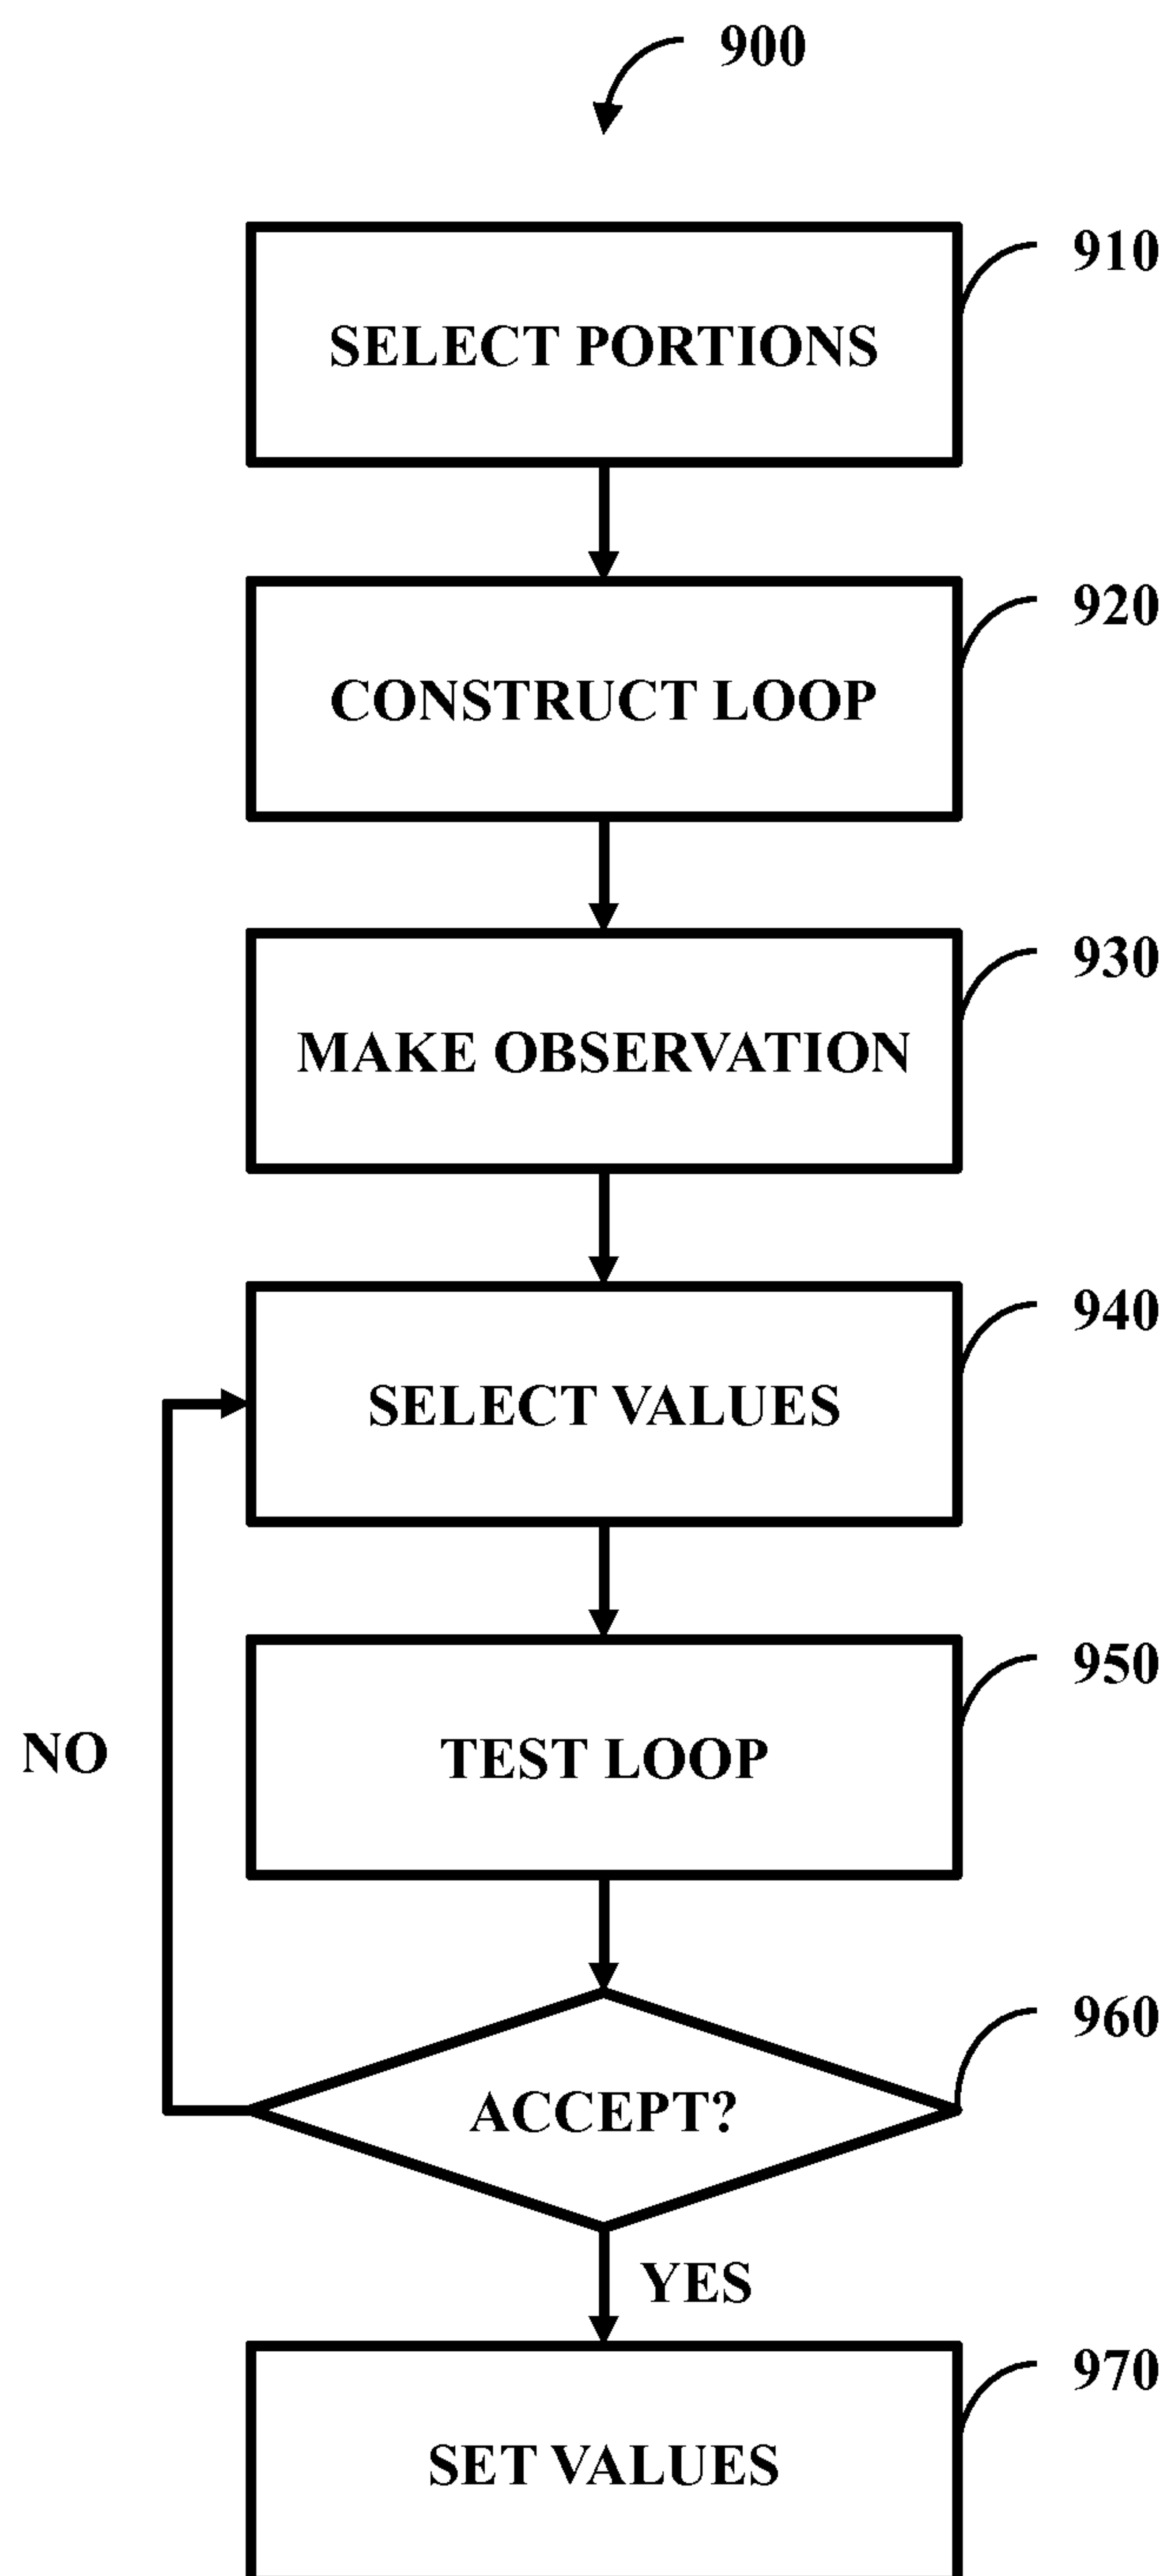 900
910
SELECT PORTIONS
920
CONSTRUCT LOOP
930
MAKE OBSERVATION
940
SELECT VALUES
950
NO
TEST LOOP
960
ACCEPT?
YES
970
SET VALUES